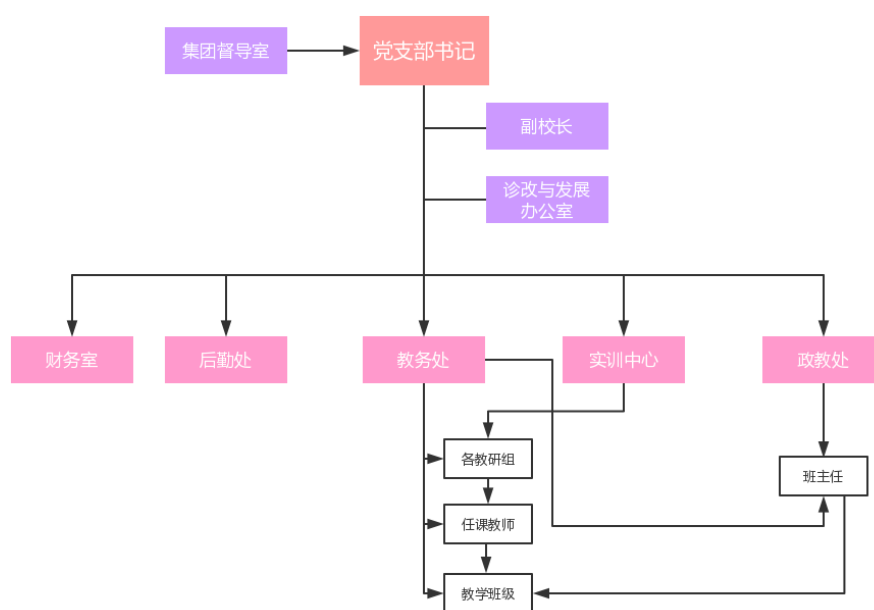 集团督导室
党支部书记
副校长
诊改与发展
办公室
财务室
后勤处
教务处
实训中心
政教处
各教研组
班主任
任课教师
教学班级